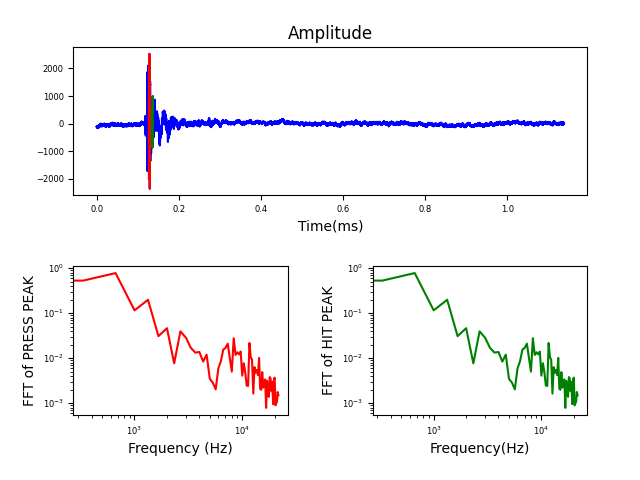 Amplitude
2000
1000
0
−1000
−2000
0.0 0.2 0.4 0.6 0.8 1.0
Time(ms)
FFT of PRESS PEAK
10⁰
10⁻¹
10⁻²
10⁻³
10³ 10⁴
Frequency (Hz)
FFT of HIT PEAK
10⁰
10⁻¹
10⁻²
10⁻³
10³ 10⁴
Frequency(Hz)